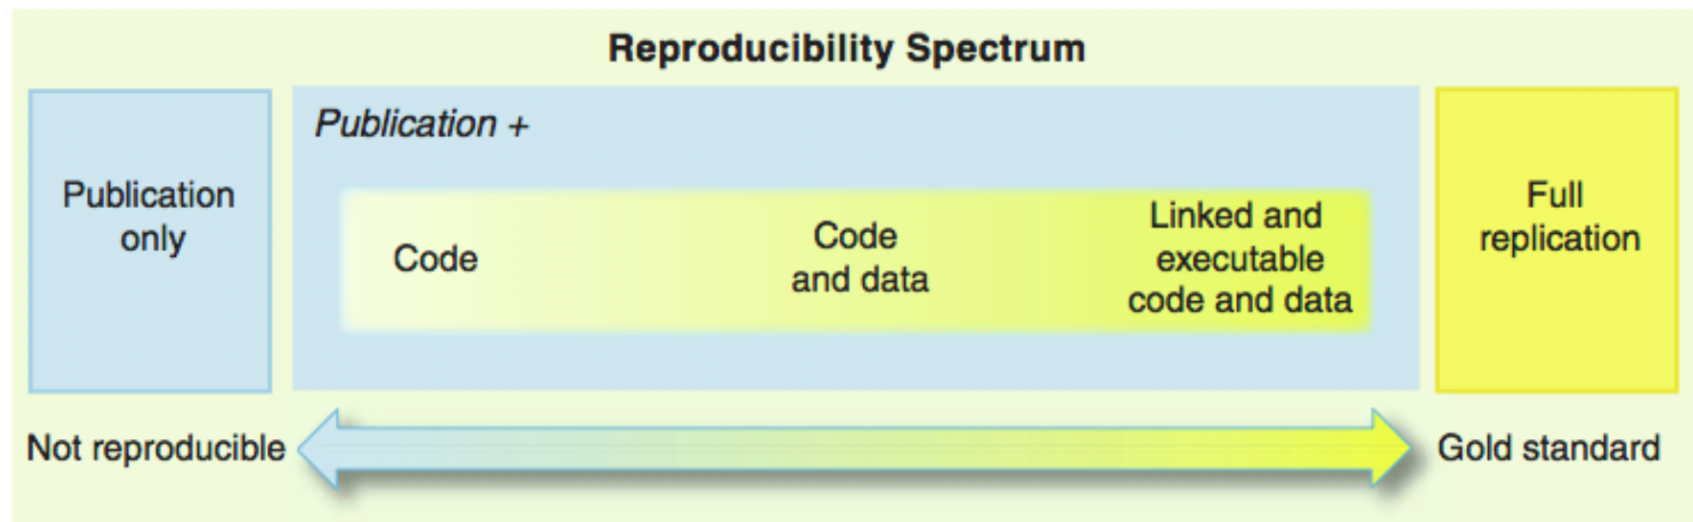 Reproducibility Spectrum
Publication
only
Publication +
Code
Code
and data
Linked and
executable
code and data
Full
replication
Not reproducible
Gold standard